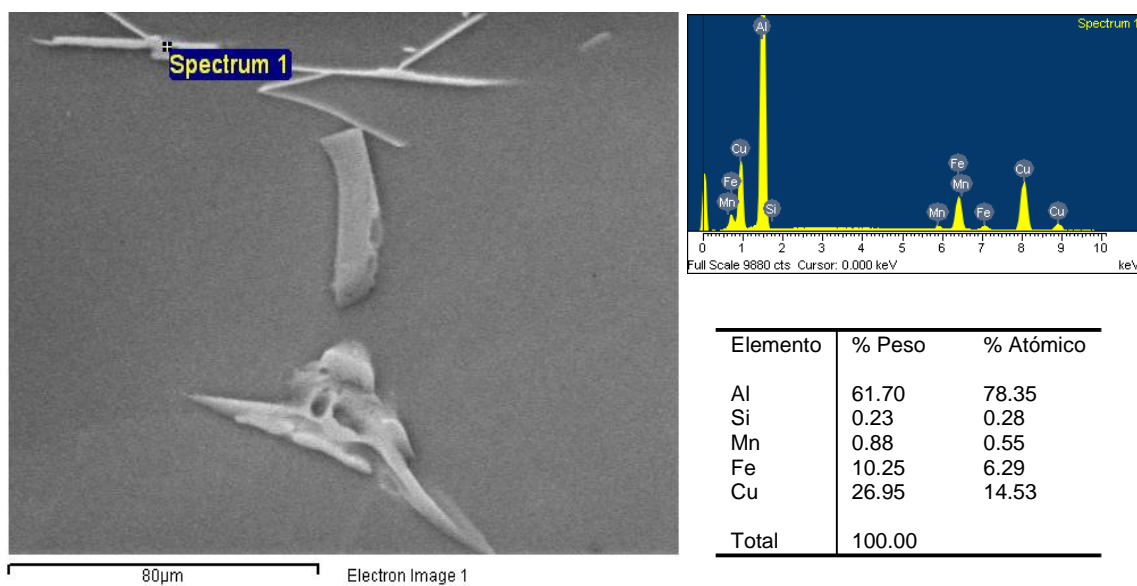 Spectrum 1
80µm Electron Image 1
Spectrum 1
Al
Cu
Fe
Mn
Si
Fe
Mn
Mn
Fe
Cu
Cu
0 1 2 3 4 5 6 7 8 9 10
Full Scale 9880 cts Cursor: 0.000 keV keV
Elemento % Peso % Atómico
Al 61.70 78.35
Si 0.23 0.28
Mn 0.88 0.55
Fe 10.25 6.29
Cu 26.95 14.53
Total 100.00